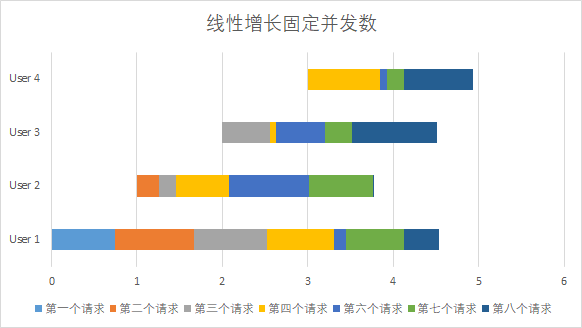 线性增长固定并发数
User 4
User 3
User 2
User 1
0 1 2 3 4 5 6
第一个请求 第二个请求 第三个请求 第四个请求 第六个请求 第七个请求 第八个请求